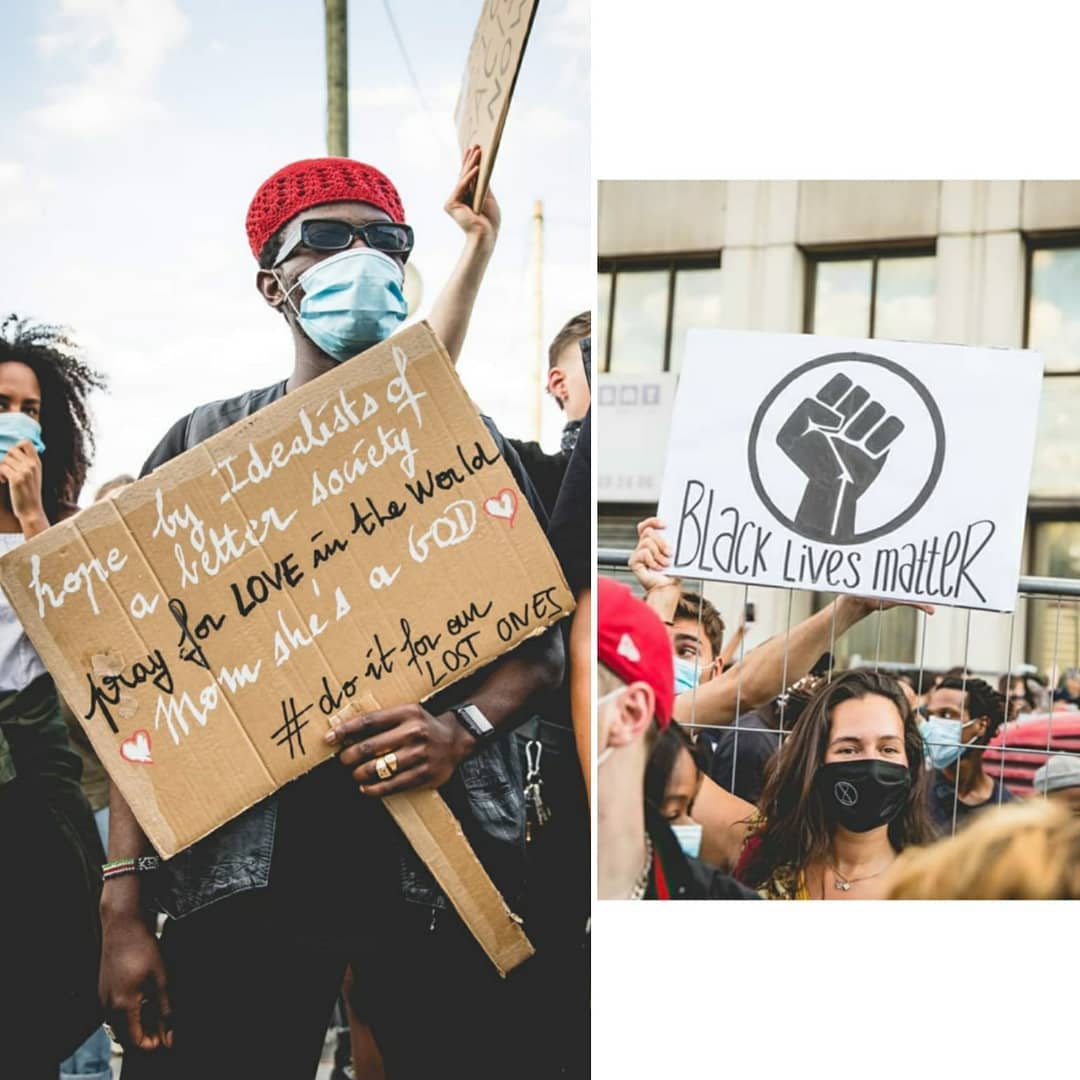 hope by Idealists of
a better society
pray for LOVE in the World
Mom she's a GOD
#do it for our
LOST ONES
BLACK Lives matteR